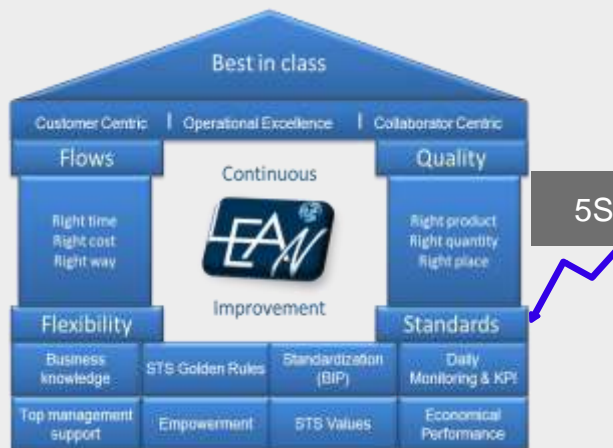 Best in class
Customer Centric | Operational Excellence | Collaborator Centric
Flows
Quality
Continuous
Right time
Right cost
Right way
LEAN
Right product
Right quantity
Right place
5S
Improvement
Flexibility
Standards
Business
knowledge
STS Golden Rules
Standardization
(BIP)
Daily
Monitoring & KPI
Top management
support
Empowerment
STS Values
Economical
Performance